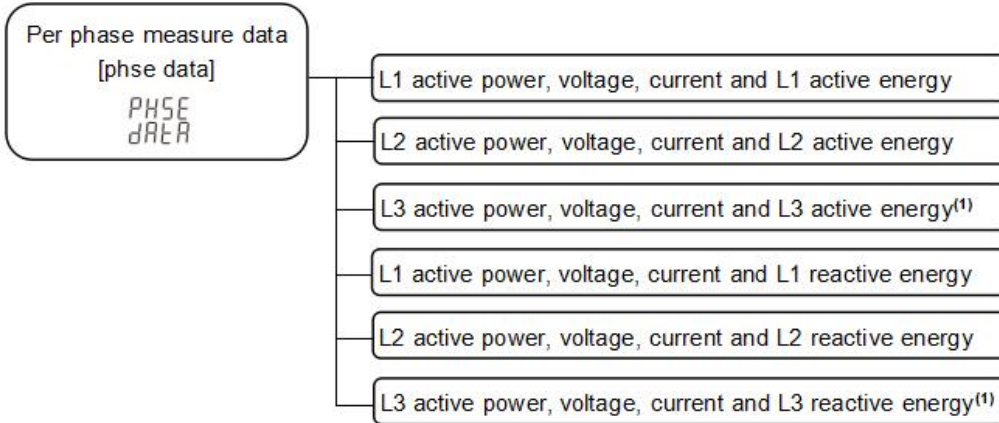 Per phase measure data
[phse data]
PHSE
dAtA
L1 active power, voltage, current and L1 active energy
L2 active power, voltage, current and L2 active energy
L3 active power, voltage, current and L3 active energy(1)
L1 active power, voltage, current and L1 reactive energy
L2 active power, voltage, current and L2 reactive energy
L3 active power, voltage, current and L3 reactive energy(1)